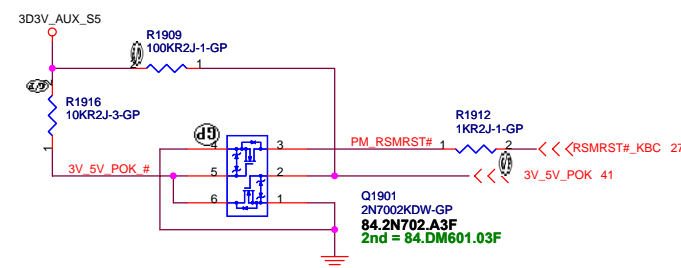 3D3V_AUX_S5
R1909
100KR2J-1-GP
2
1
R1916
10KR2J-3-GP
1
GP
4
3
PM_RSMRST#
R1912
1KR2J-1-GP
1
2
RSMRST#_KBC 27
3V_5V_POK_#
5
2
3V_5V_POK 41
6
1
Q1901
2N7002KDW-GP
84.2N702.A3F
2nd = 84.DM601.03F